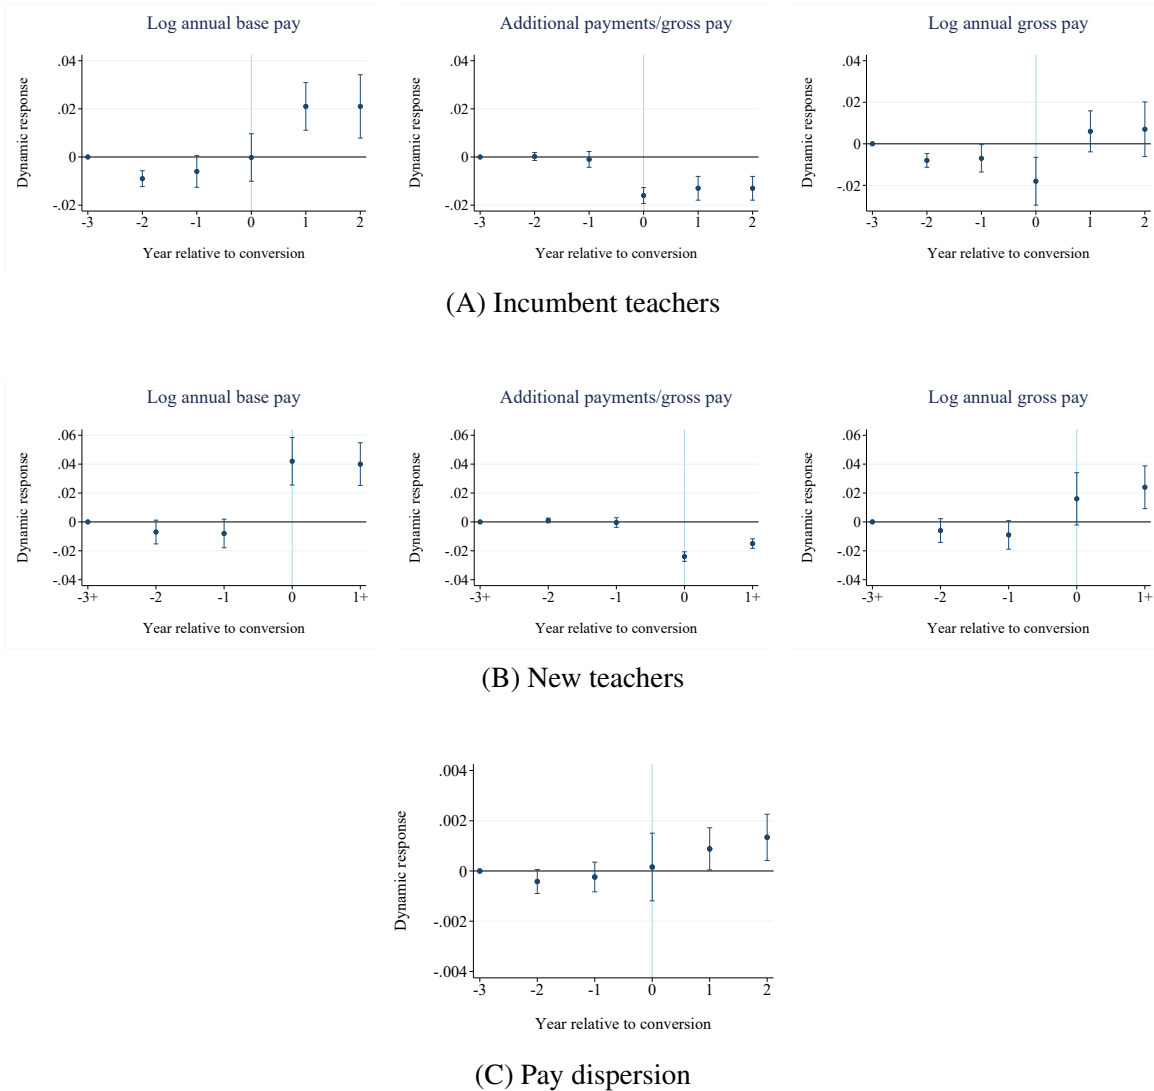 Log annual base pay
Additional payments/gross pay
Log annual gross pay
Dynamic response
.04
.02
0
-.02
-3 -2 -1 0 1 2
Year relative to conversion
Dynamic response
.04
.02
0
-.02
-3 -2 -1 0 1 2
Year relative to conversion
Dynamic response
.04
.02
0
-.02
-3 -2 -1 0 1 2
Year relative to conversion
(A) Incumbent teachers
Log annual base pay
Additional payments/gross pay
Log annual gross pay
Dynamic response
.06
.04
.02
0
-.02
-.04
-3+ -2 -1 0 1+
Year relative to conversion
Dynamic response
.06
.04
.02
0
-.02
-.04
-3+ -2 -1 0 1+
Year relative to conversion
Dynamic response
.06
.04
.02
0
-.02
-.04
-3+ -2 -1 0 1+
Year relative to conversion
(B) New teachers
Dynamic response
.004
.002
0
-.002
-.004
-3 -2 -1 0 1 2
Year relative to conversion
(C) Pay dispersion